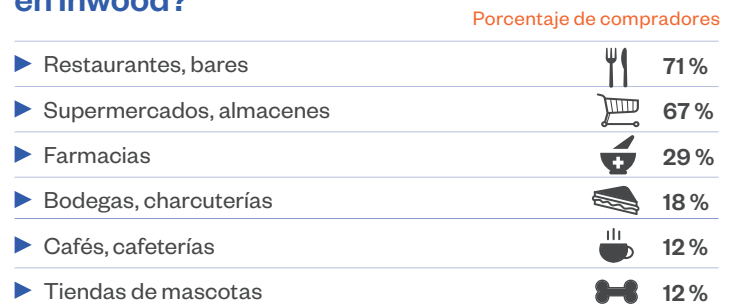 en Inwood?
Porcentaje de compradores
Restaurantes, bares 71 %
Supermercados, almacenes 67 %
Farmacias 29 %
Bodegas, charcuterías 18 %
Cafés, cafeterías 12 %
Tiendas de mascotas 12 %